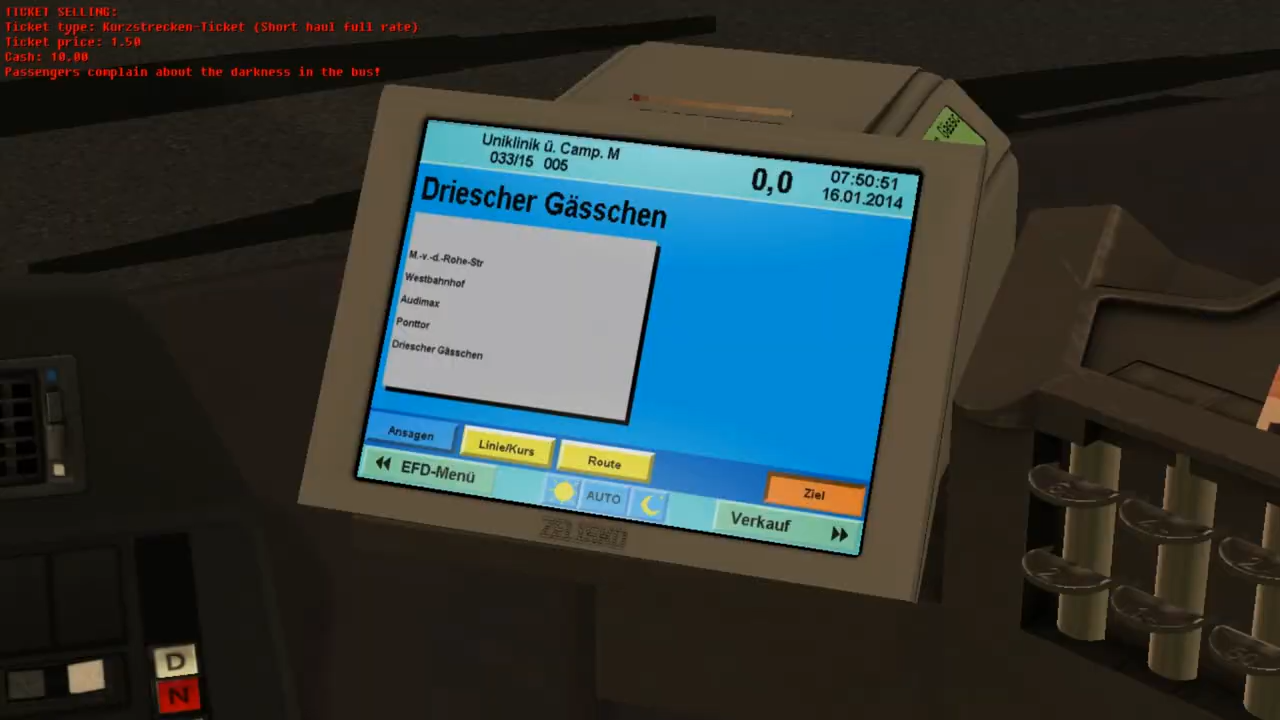 TICKET SELLING:
Ticket type: Kurzstrecken-Ticket (Short haul full rate)
Ticket price: 1.50
Cash: 10.00
Passengers complain about the darkness in the bus!
Uniklinik ü. Camp. M
033/15 005
0,0
07:50:51
16.01.2014
Driescher Gässchen
M.-v.-d.-Rohe-Str
Westbahnhof
Audimax
Ponttor
Driescher Gässchen
Ansagen
Linie/Kurs
Route
Ziel
EFD-Menü
AUTO
Verkauf
D
N